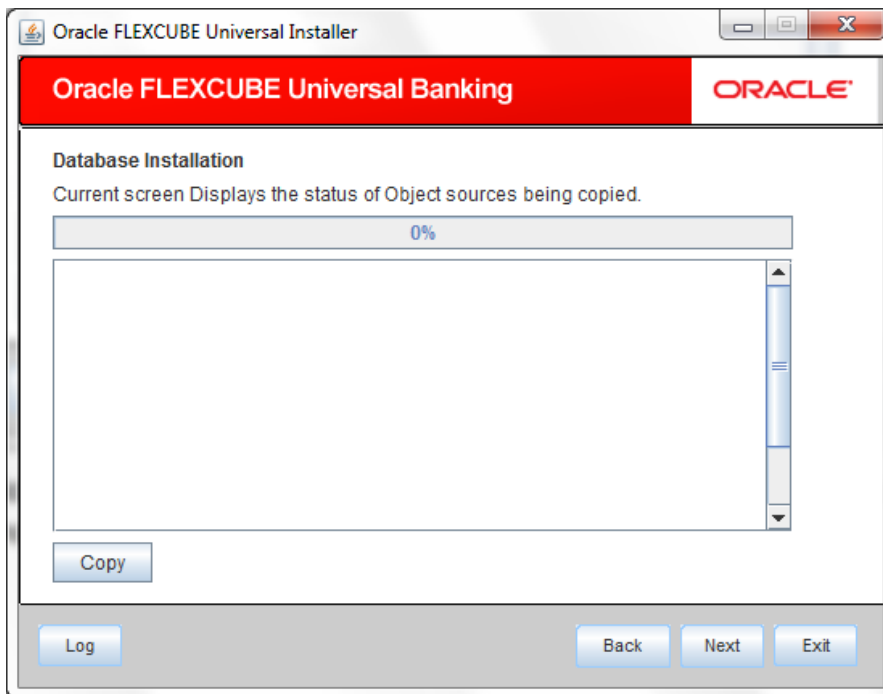 Oracle FLEXCUBE Universal Installer
Oracle FLEXCUBE Universal Banking
ORACLE®
Database Installation
Current screen Displays the status of Object sources being copied.
0%
Copy
Log Back Next Exit